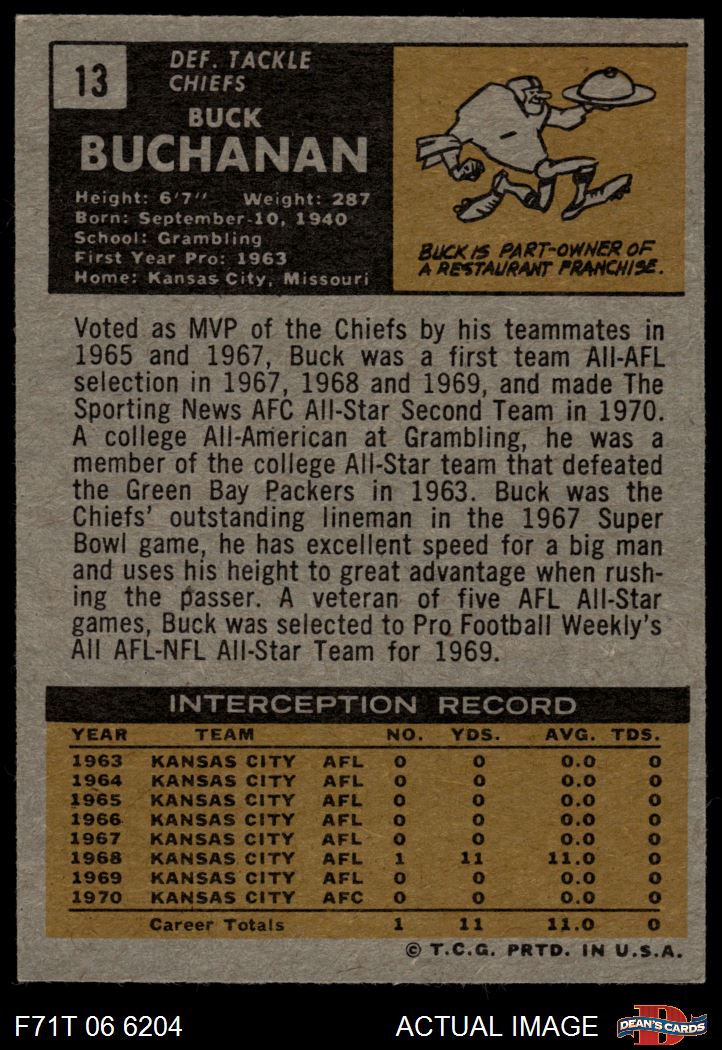 13
DEF. TACKLE
CHIEFS
BUCK
BUCHANAN
Height: 6'7" Weight: 287
Born: September 10, 1940
School: Grambling
First Year Pro: 1963
Home: Kansas City, Missouri
BUCK IS PART-OWNER OF
A RESTAURANT FRANCHISE.
Voted as MVP of the Chiefs by his teammates in
1965 and 1967, Buck was a first team All-AFL
selection in 1967, 1968 and 1969, and made The
Sporting News AFC All-Star Second Team in 1970.
A college All-American at Grambling, he was a
member of the college All-Star team that defeated
the Green Bay Packers in 1963. Buck was the
Chiefs' outstanding lineman in the 1967 Super
Bowl game, he has excellent speed for a big man
and uses his height to great advantage when rush-
ing the passer. A veteran of five AFL All-Star
games, Buck was selected to Pro Football Weekly's
All AFL-NFL All-Star Team for 1969.
INTERCEPTION RECORD
YEAR TEAM NO. YDS. AVG. TDS.
1963 KANSAS CITY AFL 0 0 0.0 0
1964 KANSAS CITY AFL 0 0 0.0 0
1965 KANSAS CITY AFL 0 0 0.0 0
1966 KANSAS CITY AFL 0 0 0.0 0
1967 KANSAS CITY AFL 0 0 0.0 0
1968 KANSAS CITY AFL 1 11 11.0 0
1969 KANSAS CITY AFL 0 0 0.0 0
1970 KANSAS CITY AFC 0 0 0.0 0
Career Totals 1 11 11.0 0
© T.C.G. PRTD. IN U.S.A.
F71T 06 6204
ACTUAL IMAGE
D
DEAN'S CARDS